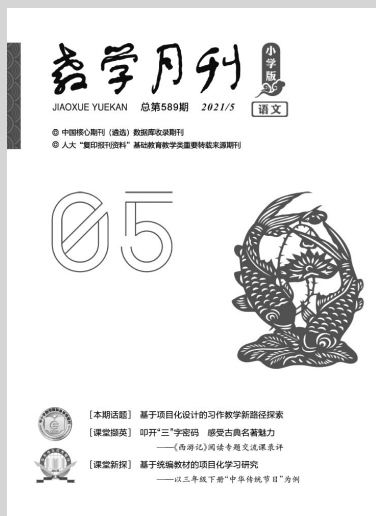 教学月刊
小学版
语文
JIAOXUE YUEKAN 总第589期 2021/5
◎ 中国核心期刊（遴选）数据库收录期刊
◎ 人大“复印报刊资料”基础教育教学类重要转载来源期刊
05
[本期话题] 基于项目化设计的习作教学新路径探索
[课堂撷英] 叩开“三”字密码 感受古典名著魅力
——《西游记》阅读专题交流课录评
[课堂新探] 基于统编教材的项目化学习研究
——以三年级下册“中华传统节日”为例